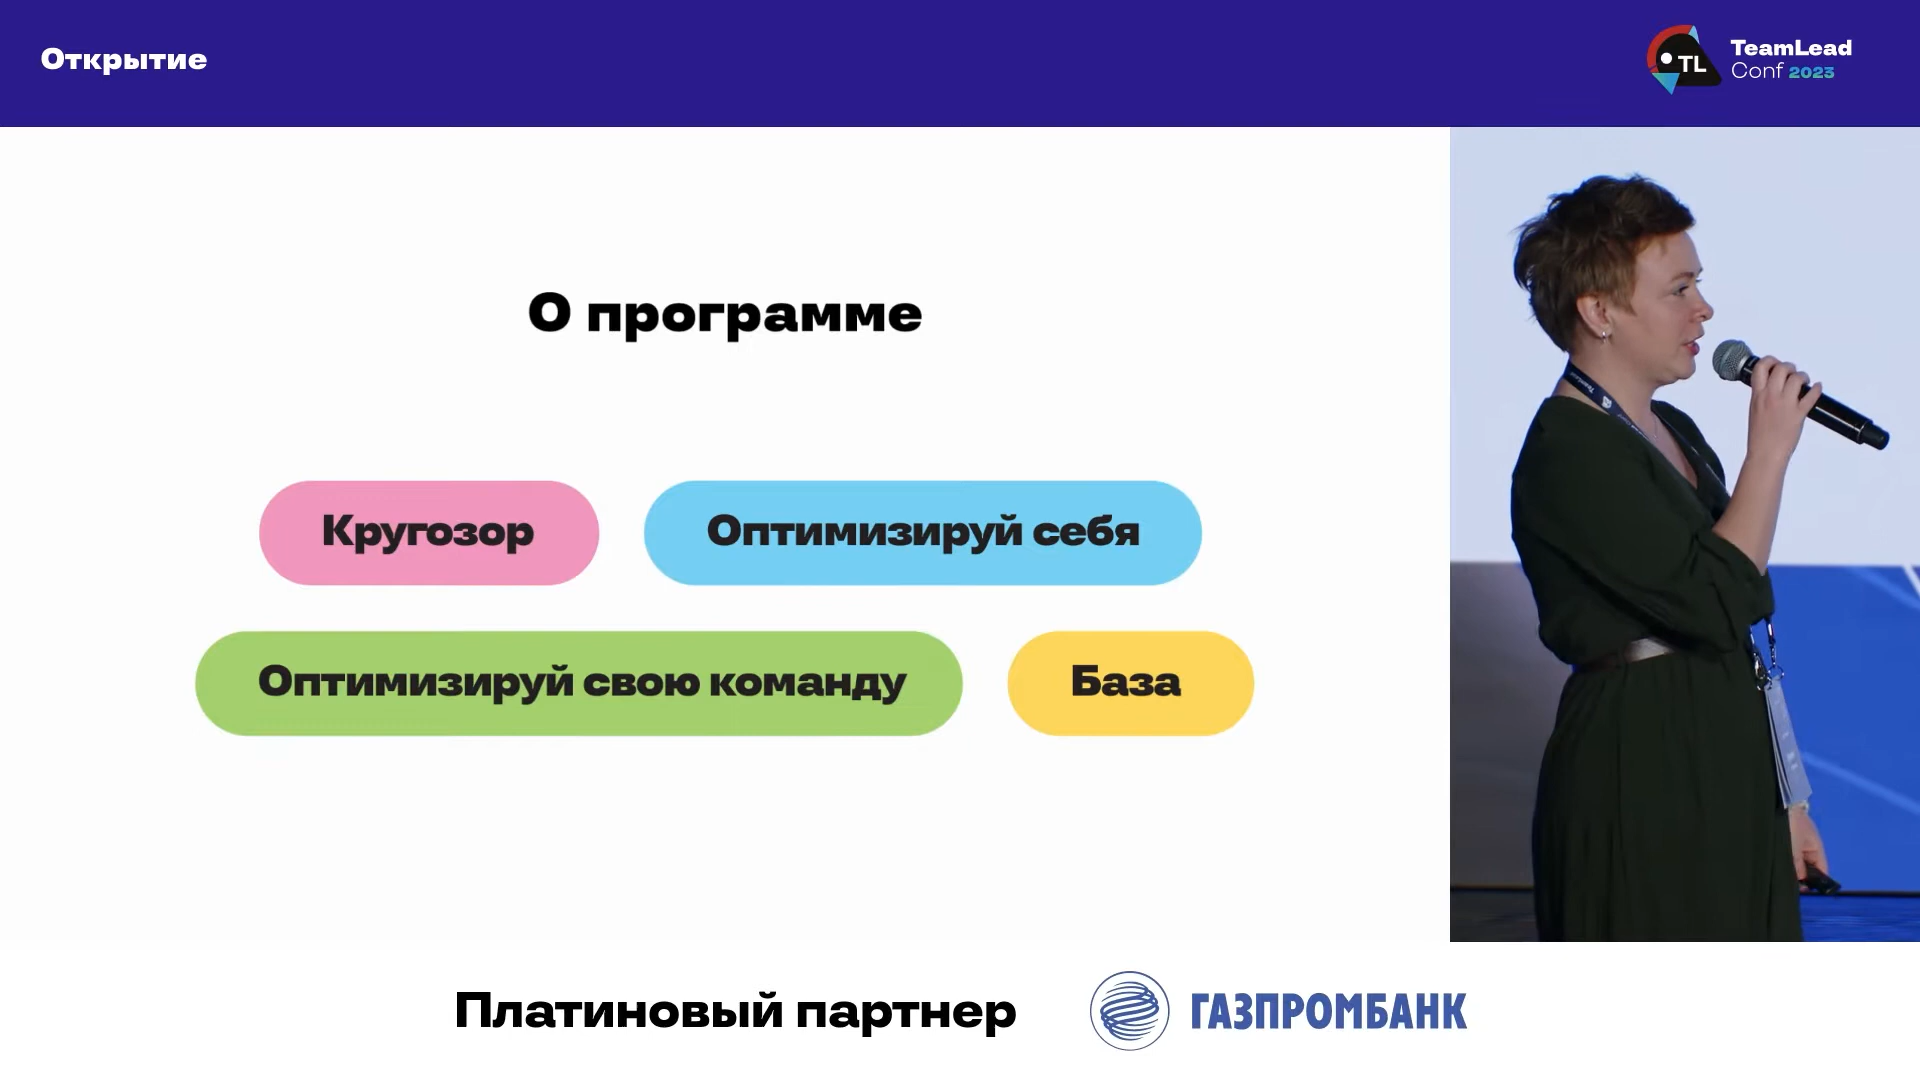 Открытие
TL
TeamLead
Conf 2023
О программе
Кругозор
Оптимизируй себя
Оптимизируй свою команду
База
Платиновый партнер
ГАЗПРОМБАНК